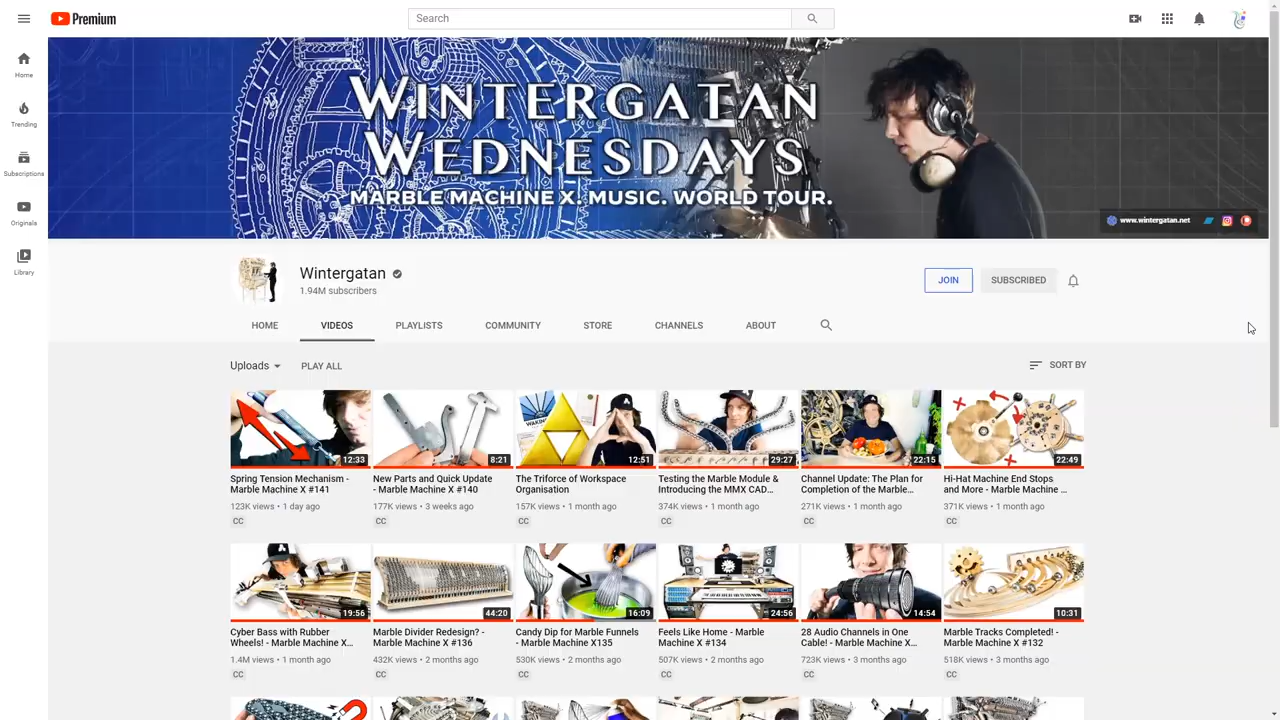 Premium
Search
Home
Trending
Subscriptions
Originals
Library
WINTERGATAN
WEDNESDAYS
MARBLE MACHINE X. MUSIC. WORLD TOUR.
www.wintergatan.net
Wintergatan
1.94M subscribers
JOIN
SUBSCRIBED
HOME VIDEOS PLAYLISTS COMMUNITY STORE CHANNELS ABOUT
Uploads PLAY ALL SORT BY
12:33 8:21 12:51 29:27 22:15 22:49
Spring Tension Mechanism -
Marble Machine X #141
123K views • 1 day ago
CC
New Parts and Quick Update
- Marble Machine X #140
177K views • 3 weeks ago
CC
The Triforce of Workspace
Organisation
157K views • 1 month ago
CC
Testing the Marble Module &
Introducing the MMX CAD...
374K views • 1 month ago
CC
Channel Update: The Plan for
Completion of the Marble...
271K views • 1 month ago
CC
Hi-Hat Machine End Stops
and More - Marble Machine ...
371K views • 1 month ago
CC
19:56 44:20 16:09 24:56 14:54 10:31
Cyber Bass with Rubber
Wheels! - Marble Machine X...
1.4M views • 1 month ago
CC
Marble Divider Redesign? -
Marble Machine X #136
432K views • 2 months ago
CC
Candy Dip for Marble Funnels
- Marble Machine X135
530K views • 2 months ago
CC
Feels Like Home - Marble
Machine X #134
507K views • 2 months ago
CC
28 Audio Channels in One
Cable! - Marble Machine X...
723K views • 3 months ago
CC
Marble Tracks Completed! -
Marble Machine X #132
518K views • 3 months ago
CC